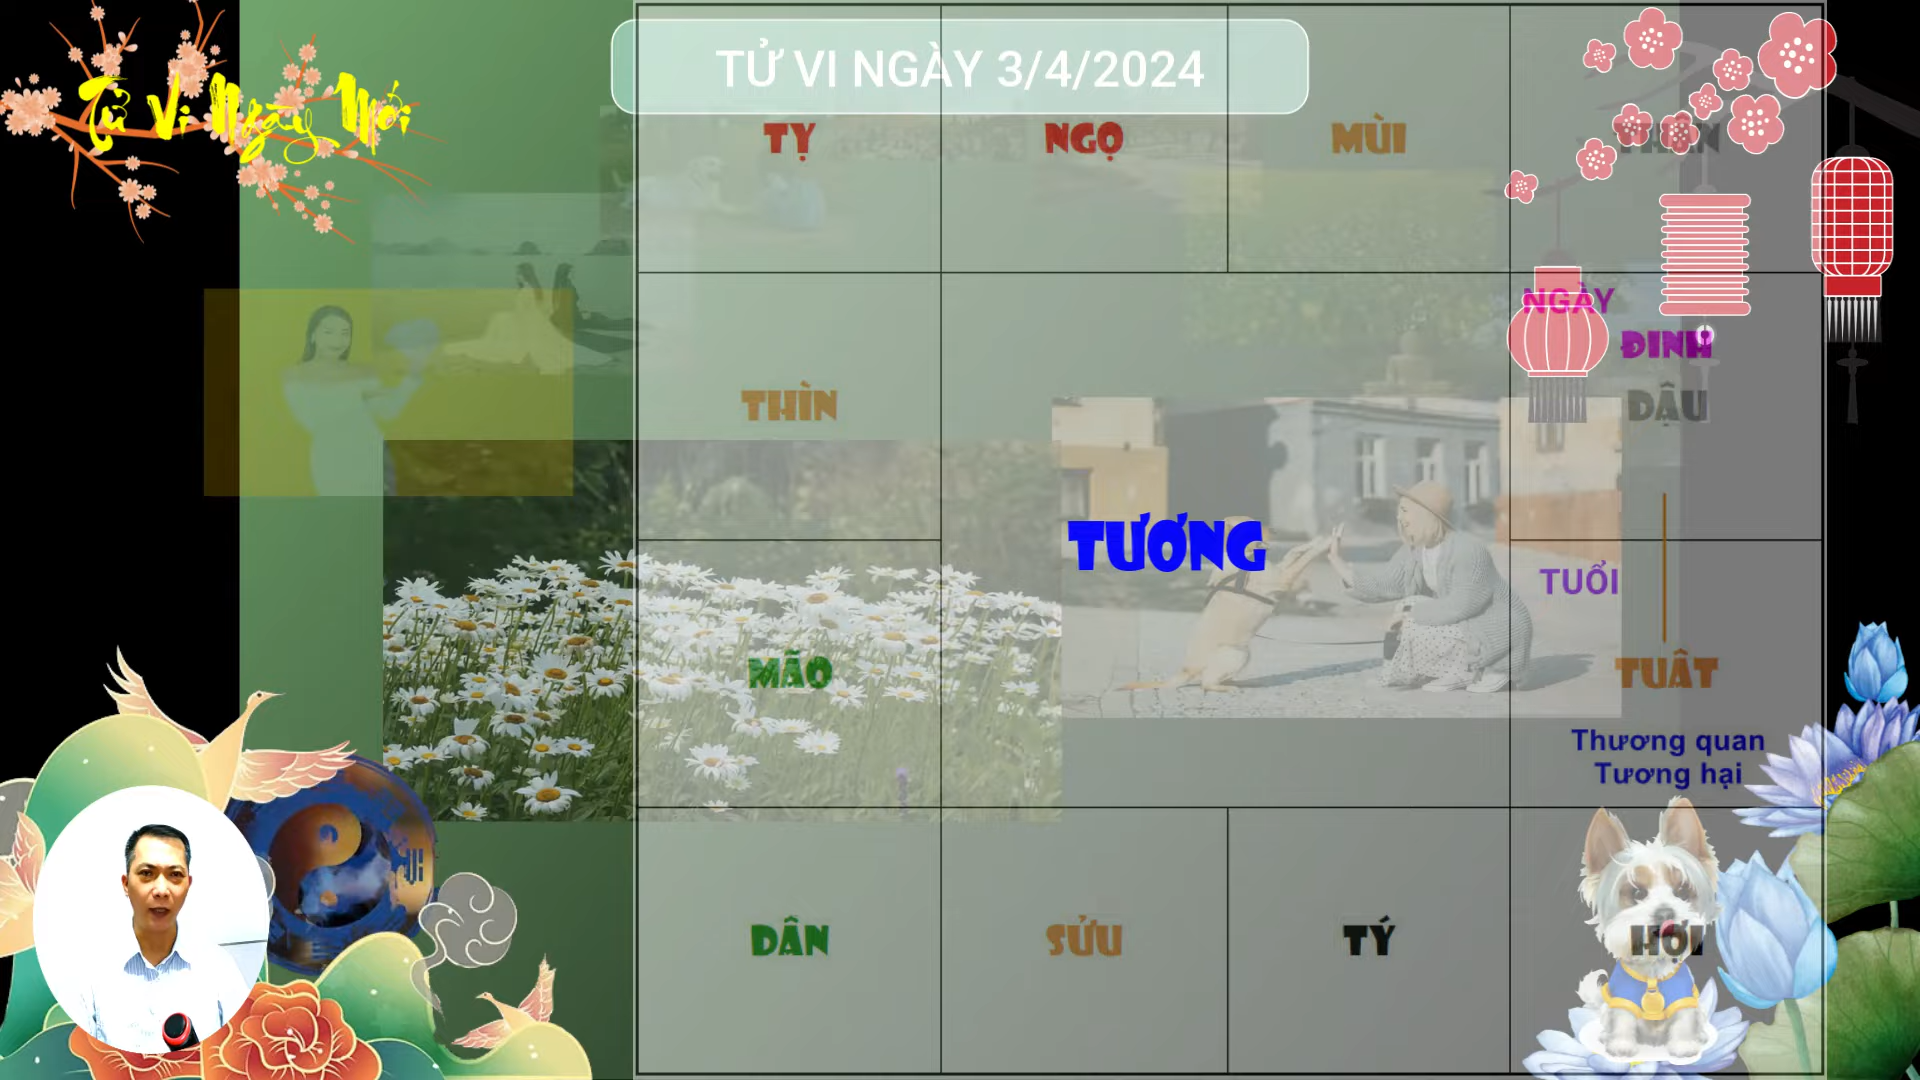 Tử Vi Ngày Mới
TỬ VI NGÀY 3/4/2024
TỴ
NGỌ
MÙI
THÂN
NGÀY
ĐINH
DẬU
THÌN
TƯƠNG
TUỔI
MÃO
TUẤT
Thương quan
Tương hại
DẦN
SỬU
TÝ
HỢI